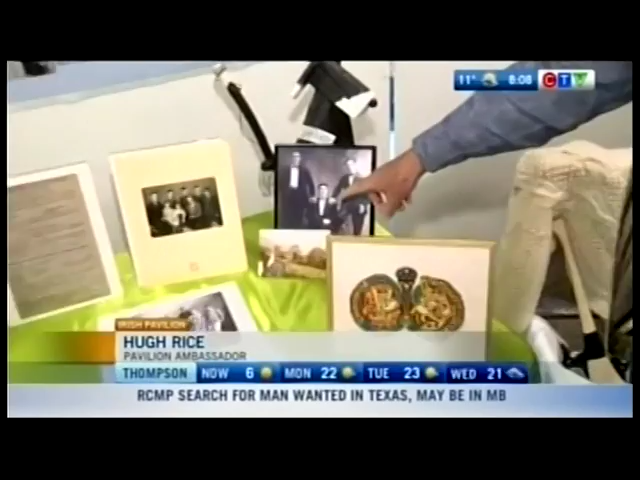 11° 8:08 CTV
IRISH PAVILION
HUGH RICE
PAVILION AMBASSADOR
THOMPSON NOW 6 MON 22 TUE 23 WED 21
RCMP SEARCH FOR MAN WANTED IN TEXAS, MAY BE IN MB